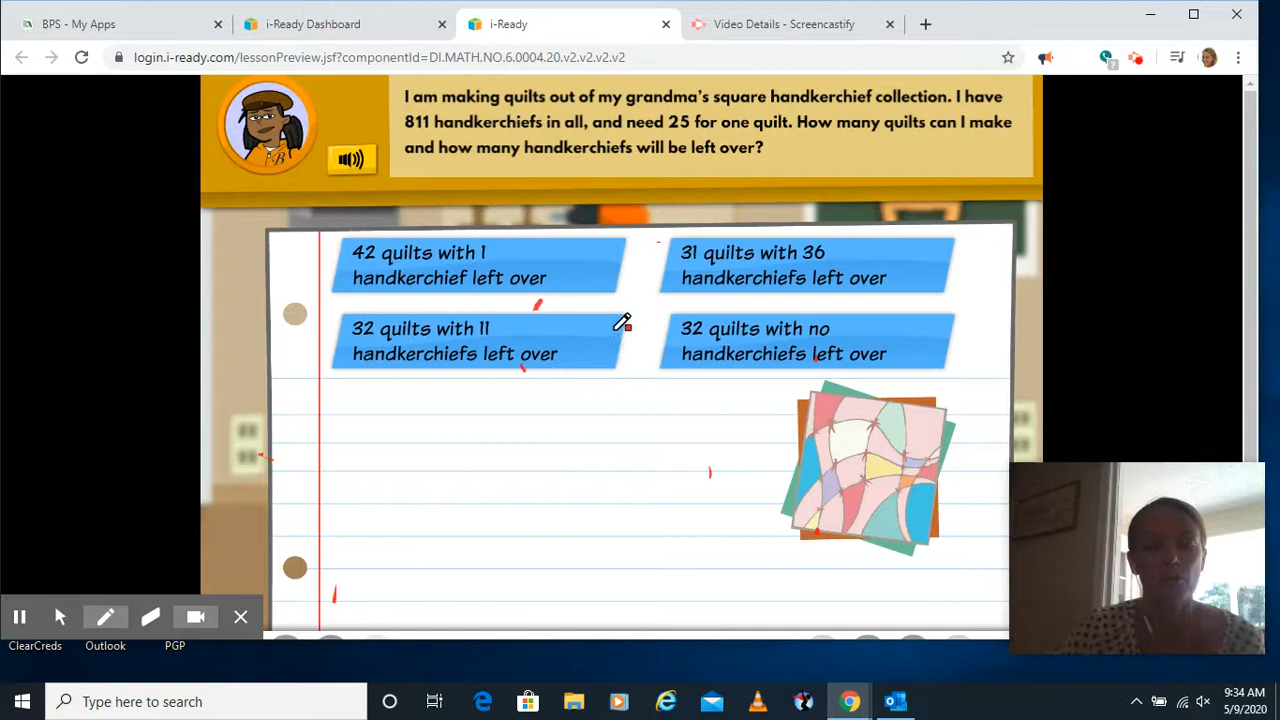 BPS - My Apps
i-Ready Dashboard
i-Ready
Video Details - Screencastify
login.i-ready.com/lessonPreview.jsf?componentId=DI.MATH.NO.6.0004.20.v2.v2.v2.v2
I am making quilts out of my grandma's square handkerchief collection. I have
811 handkerchiefs in all, and need 25 for one quilt. How many quilts can I make
and how many handkerchiefs will be left over?
B
42 quilts with 1
handkerchief left over
31 quilts with 36
handkerchiefs left over
32 quilts with 11
handkerchiefs left over
32 quilts with no
handkerchiefs left over
ClearCreds
Outlook
PGP
Type here to search
9:34 AM
5/9/2020